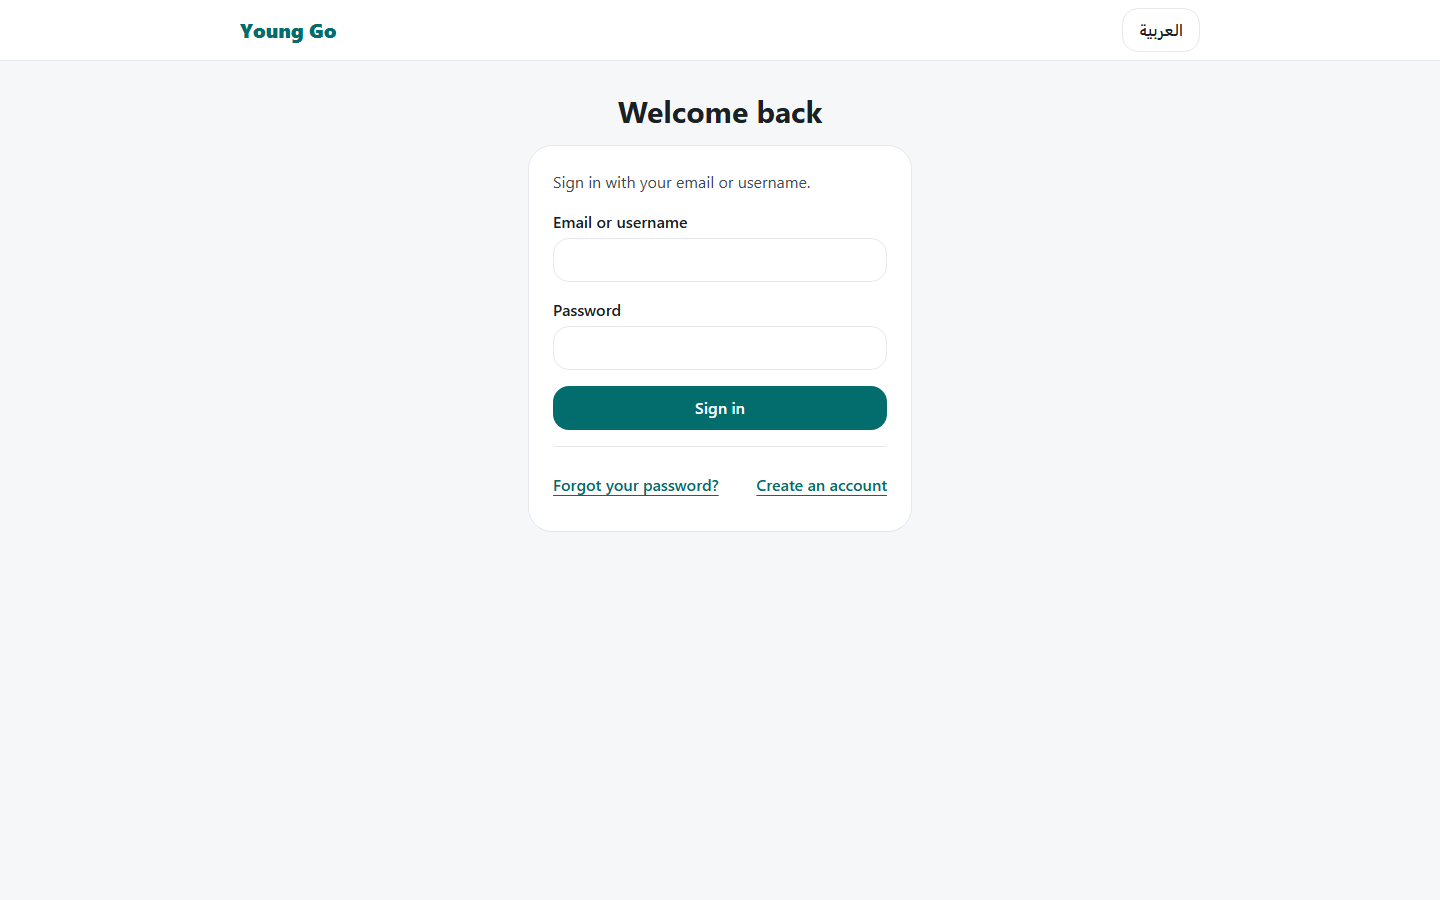 Young Go
العربية
Welcome back
Sign in with your email or username.
Email or username
Password
Sign in
Forgot your password?
Create an account